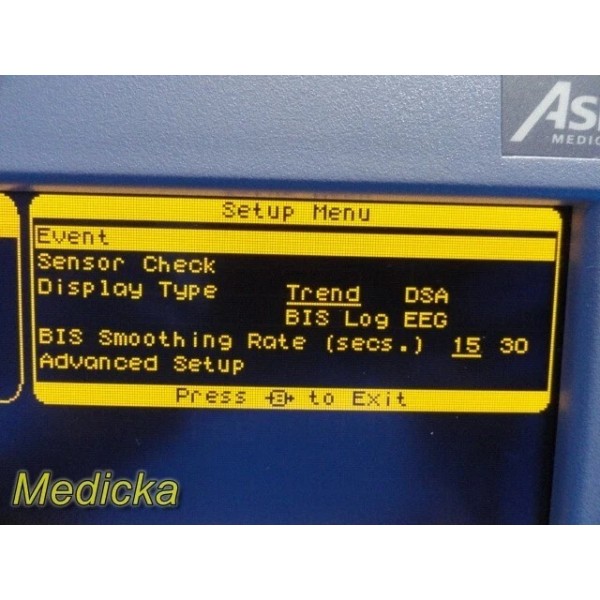 Setup Menu
Event
Sensor Check
Display Type Trend DSA
BIS Log EEG
BIS Smoothing Rate (secs.) 15 30
Advanced Setup
Press to Exit
Medicka